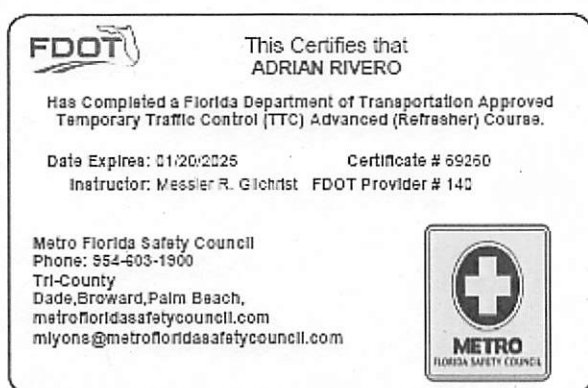 FDOT
This Certifies that
ADRIAN RIVERO
Has Completed a Florida Department of Transportation Approved
Temporary Traffic Control (TTC) Advanced (Refresher) Course.
Date Expires: 01/20/2025 Certificate # 69260
Instructor: Messler R. Gilchrist FDOT Provider # 140
Metro Florida Safety Council
Phone: 954-603-1900
Tri-County
Dade,Broward,Palm Beach,
metrofloridasafetycouncil.com
mlyons@metrofloridasafetycouncil.com
METRO
FLORIDA SAFETY COUNCIL